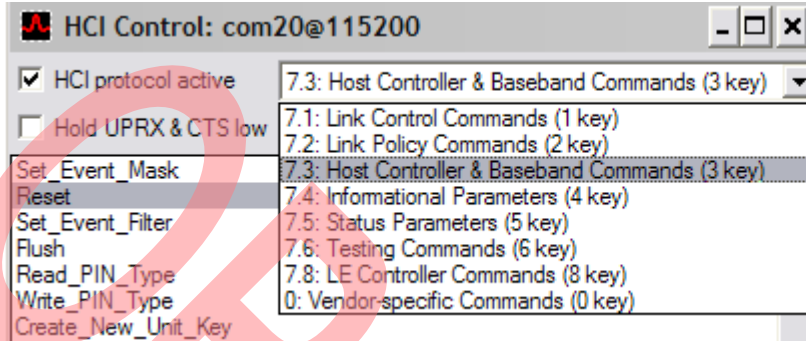 HCI Control: com20@115200
HCI protocol active
7.3: Host Controller & Baseband Commands (3 key)
Hold UPRX & CTS low
7.1: Link Control Commands (1 key)
7.2: Link Policy Commands (2 key)
7.3: Host Controller & Baseband Commands (3 key)
7.4: Informational Parameters (4 key)
7.5: Status Parameters (5 key)
7.6: Testing Commands (6 key)
7.8: LE Controller Commands (8 key)
0: Vendor-specific Commands (0 key)
Set_Event_Mask
Reset
Set_Event_Filter
Flush
Read_PIN_Type
Write_PIN_Type
Create_New_Unit_Key